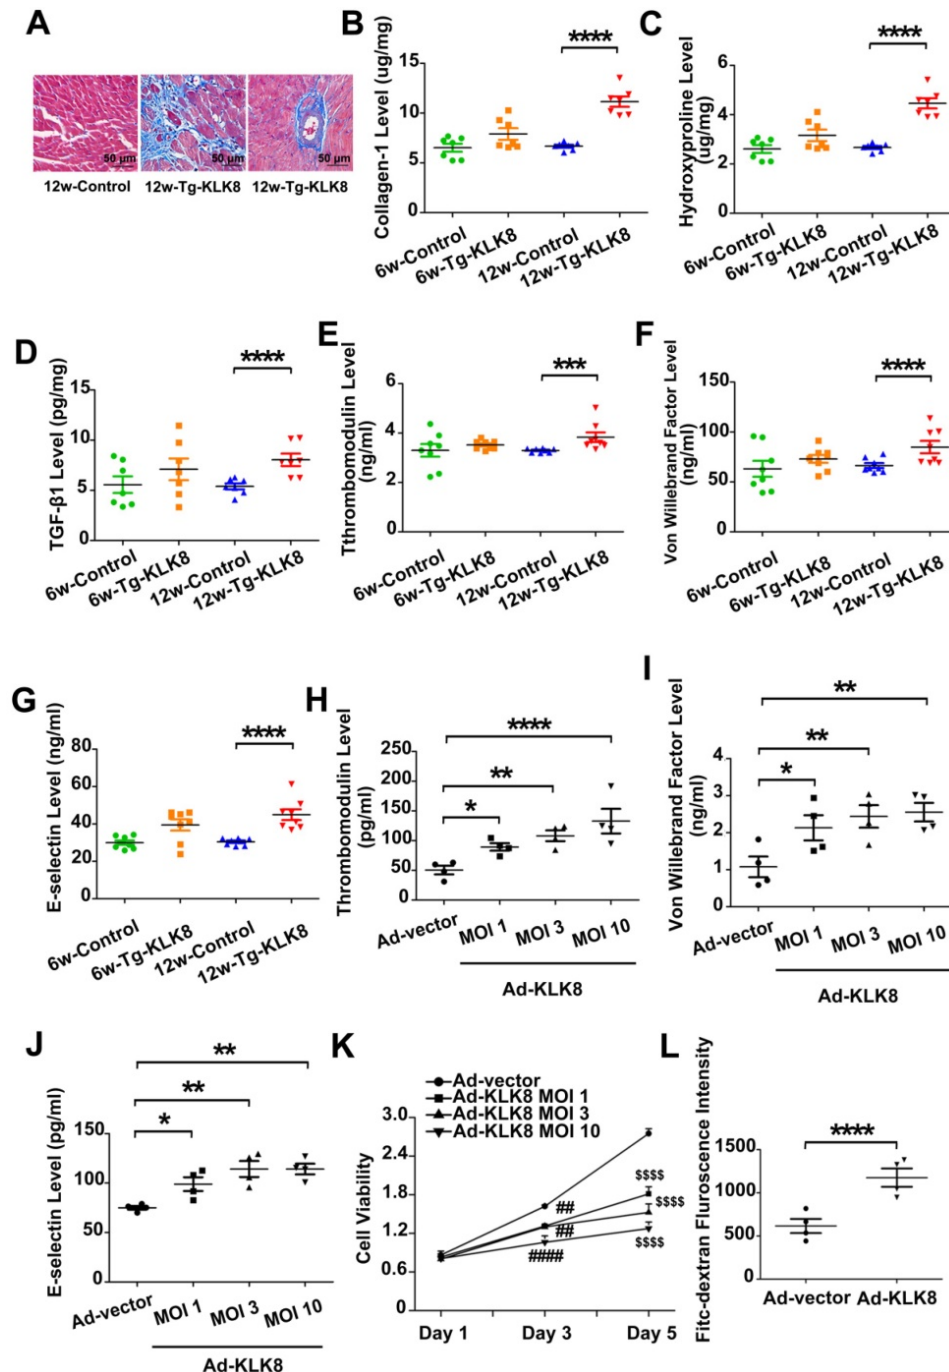 A
50 µm
50 µm
50 µm
12w-Control
12w-Tg-KLK8
12w-Tg-KLK8
B
Collagen-1 Level (ug/mg)
15
10
5
0
****
6w-Control
6w-Tg-KLK8
12w-Control
12w-Tg-KLK8
C
Hydroxyproline Level
(ug/mg)
6
4
2
0
****
6w-Control
6w-Tg-KLK8
12w-Control
12w-Tg-KLK8
D
TGF-β1 Level (pg/mg)
15
10
5
0
****
6w-Control
6w-Tg-KLK8
12w-Control
12w-Tg-KLK8
E
Tthrombomodulin Level
(ng/ml)
6
4
2
0
***
6w-Control
6w-Tg-KLK8
12w-Control
12w-Tg-KLK8
F
Von Willebrand Factor Level
(ng/ml)
150
100
50
0
****
6w-Control
6w-Tg-KLK8
12w-Control
12w-Tg-KLK8
G
E-selectin Level (ng/ml)
80
60
40
20
0
****
6w-Control
6w-Tg-KLK8
12w-Control
12w-Tg-KLK8
H
Thrombomodulin Level
(pg/ml)
250
200
150
100
50
0
****
**
*
Ad-vector
MOI 1
MOI 3
MOI 10
Ad-KLK8
I
Von Willebrand Factor Level
(ng/ml)
4
3
2
1
0
**
**
*
Ad-vector
MOI 1
MOI 3
MOI 10
Ad-KLK8
J
E-selectin Level (pg/ml)
150
100
50
0
**
**
*
Ad-vector
MOI 1
MOI 3
MOI 10
Ad-KLK8
K
Ad-vector
Ad-KLK8 MOI 1
Ad-KLK8 MOI 3
Ad-KLK8 MOI 10
Cell Viability
3.0
2.4
1.8
1.2
0.6
0
##
##
####
$$$$
$$$$
$$$$
Day 1
Day 3
Day 5
L
Fitc-dextran Fluroscence Intensity
1500
1000
500
0
****
Ad-vector
Ad-KLK8